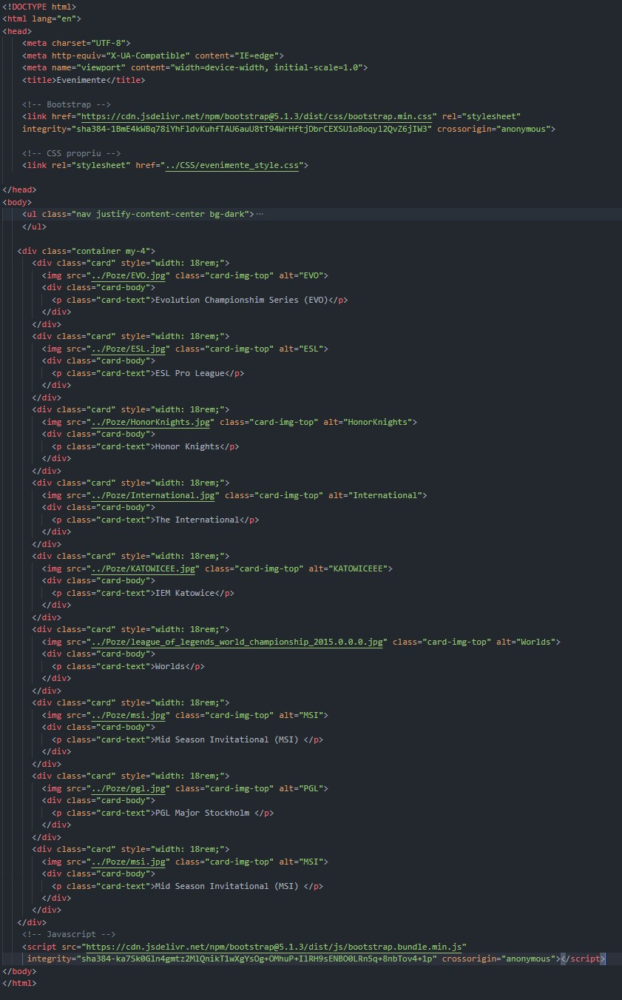 <!DOCTYPE html>
<html lang="en">
<head>
    <meta charset="UTF-8">
    <meta http-equiv="X-UA-Compatible" content="IE=edge">
    <meta name="viewport" content="width=device-width, initial-scale=1.0">
    <title>Evenimente</title>

    <!-- Bootstrap -->
    <link href="https://cdn.jsdelivr.net/npm/bootstrap@5.1.3/dist/css/bootstrap.min.css" rel="stylesheet"
    integrity="sha384-1BmE4kWBq78iYhFldvKuhfTAU6auU8tT94WrHftjDbrCEXSU1oBoqyl2QvZ6jIW3" crossorigin="anonymous">

    <!-- CSS propriu -->
    <link rel="stylesheet" href="../CSS/evenimente_style.css">

</head>
<body>
    <ul class="nav justify-content-center bg-dark">···
    </ul>

   <div class="container my-4">
      <div class="card" style="width: 18rem;">
        <img src="../Poze/EVO.jpg" class="card-img-top" alt="EVO">
        <div class="card-body">
          <p class="card-text">Evolution Championshim Series (EVO)</p>
        </div>
      </div>
      <div class="card" style="width: 18rem;">
        <img src="../Poze/ESL.jpg" class="card-img-top" alt="ESL">
        <div class="card-body">
          <p class="card-text">ESL Pro League</p>
        </div>
      </div>
      <div class="card" style="width: 18rem;">
        <img src="../Poze/HonorKnights.jpg" class="card-img-top" alt="HonorKnights">
        <div class="card-body">
          <p class="card-text">Honor Knights</p>
        </div>
      </div>
      <div class="card" style="width: 18rem;">
        <img src="../Poze/International.jpg" class="card-img-top" alt="International">
        <div class="card-body">
          <p class="card-text">The International</p>
        </div>
      </div>
      <div class="card" style="width: 18rem;">
        <img src="../Poze/KATOWICEE.jpg" class="card-img-top" alt="KATOWICEEE">
        <div class="card-body">
          <p class="card-text">IEM Katowice</p>
        </div>
      </div>
      <div class="card" style="width: 18rem;">
        <img src="../Poze/league_of_legends_world_championship_2015.0.0.0.jpg" class="card-img-top" alt="Worlds">
        <div class="card-body">
          <p class="card-text">Worlds</p>
        </div>
      </div>
      <div class="card" style="width: 18rem;">
        <img src="../Poze/msi.jpg" class="card-img-top" alt="MSI">
        <div class="card-body">
          <p class="card-text">Mid Season Invitational (MSI) </p>
        </div>
      </div>
      <div class="card" style="width: 18rem;">
        <img src="../Poze/pgl.jpg" class="card-img-top" alt="PGL">
        <div class="card-body">
          <p class="card-text">PGL Major Stockholm </p>
        </div>
      </div>
      <div class="card" style="width: 18rem;">
        <img src="../Poze/msi.jpg" class="card-img-top" alt="MSI">
        <div class="card-body">
          <p class="card-text">Mid Season Invitational (MSI) </p>
        </div>
      </div>
   </div>
    <!-- Javascript -->
    <script src="https://cdn.jsdelivr.net/npm/bootstrap@5.1.3/dist/js/bootstrap.bundle.min.js"
     integrity="sha384-ka7Sk0Gln4gmtz2MlQnikT1wXgYsOg+OMhuP+IlRH9sENBO0LRn5q+8nbTov4+1p" crossorigin="anonymous"></script>
</body>
</html>